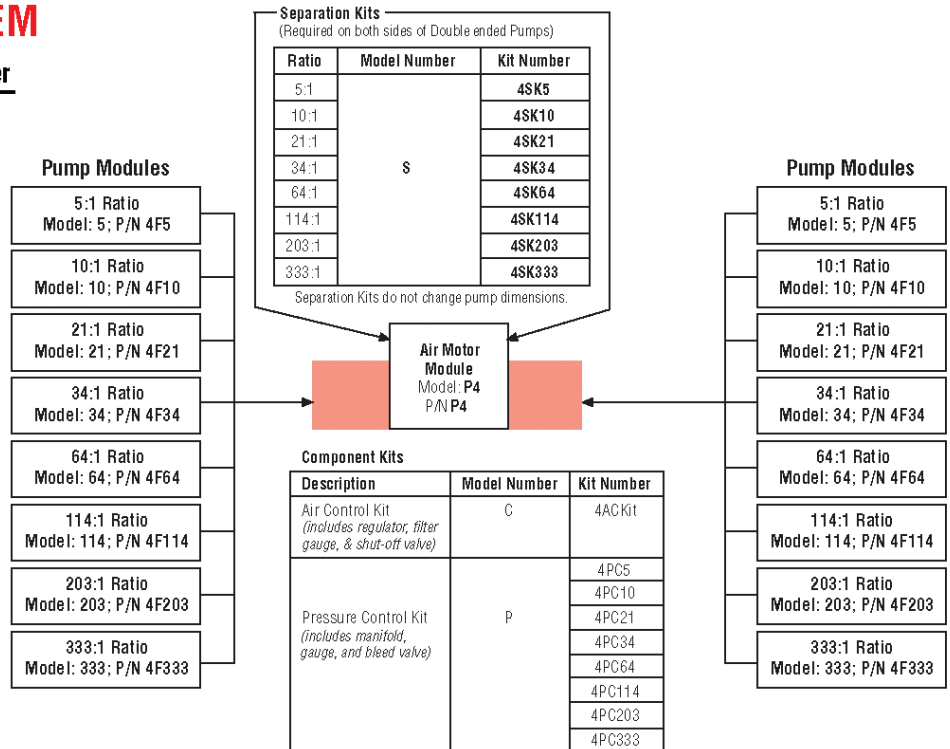 EM
er
Separation Kits
(Required on both sides of Double ended Pumps)
Ratio Model Number Kit Number
5:1 4SK5
10:1 4SK10
21:1 4SK21
34:1 S 4SK34
64:1 4SK64
114:1 4SK114
203:1 4SK203
333:1 4SK333
Separation Kits do not change pump dimensions.
Pump Modules
5:1 Ratio
Model: 5; P/N 4F5
10:1 Ratio
Model: 10; P/N 4F10
21:1 Ratio
Model: 21; P/N 4F21
34:1 Ratio
Model: 34; P/N 4F34
64:1 Ratio
Model: 64; P/N 4F64
114:1 Ratio
Model: 114; P/N 4F114
203:1 Ratio
Model: 203; P/N 4F203
333:1 Ratio
Model: 333; P/N 4F333
Air Motor
Module
Model: P4
P/N P4
Pump Modules
5:1 Ratio
Model: 5; P/N 4F5
10:1 Ratio
Model: 10; P/N 4F10
21:1 Ratio
Model: 21; P/N 4F21
34:1 Ratio
Model: 34; P/N 4F34
64:1 Ratio
Model: 64; P/N 4F64
114:1 Ratio
Model: 114; P/N 4F114
203:1 Ratio
Model: 203; P/N 4F203
333:1 Ratio
Model: 333; P/N 4F333
Component Kits
Description Model Number Kit Number
Air Control Kit C 4ACKit
(includes regulator, filter
gauge, & shut-off valve)
4PC5
4PC10
Pressure Control Kit P 4PC21
(includes manifold, 4PC34
gauge, and bleed valve) 4PC64
4PC114
4PC203
4PC333